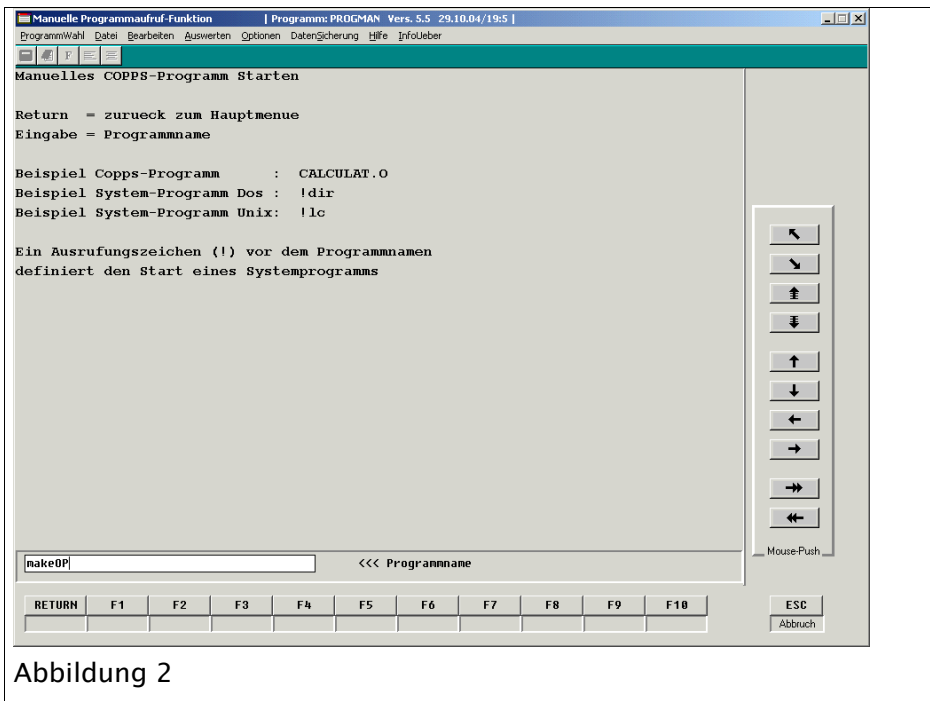 Manuelle Programmaufruf-Funktion | Programm: PROGMAN Vers. 5.5 29.10.04/19:5 |
ProgrammWahl Datei Bearbeiten Auswerten Optionen DatenSicherung Hilfe InfoUeber
F
Manuelles COPPS-Programm Starten
Return = zurueck zum Hauptmenue
Eingabe = Programmname
Beispiel Copps-Programm : CALCULAT.O
Beispiel System-Programm Dos : !dir
Beispiel System-Programm Unix: !lc
Ein Ausrufungszeichen (!) vor dem Programmnamen
definiert den Start eines Systemprogramms
Mouse-Push
makeOP <<< Programmname
RETURN F1 F2 F3 F4 F5 F6 F7 F8 F9 F10 ESC
Abbruch
Abbildung 2